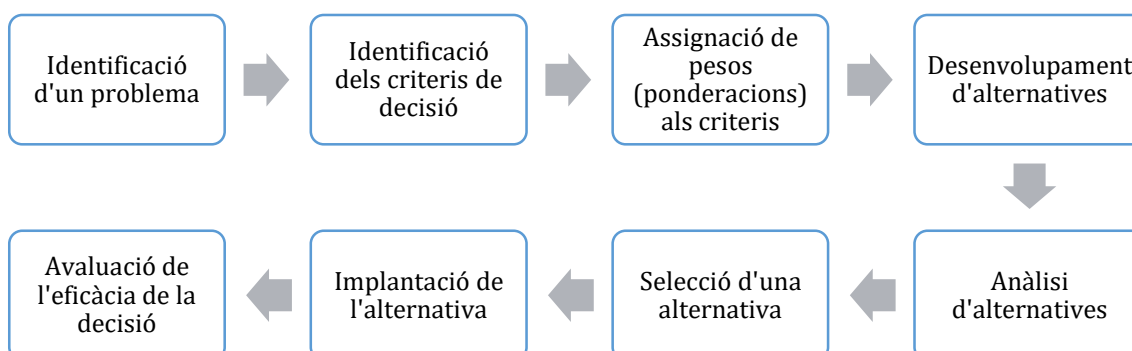 Identificació
d'un problema
Identificació
dels criteris de
decisió
Assignació de
pesos
(ponderacions)
als criteris
Desenvolupament
d'alternatives
Anàlisi
d'alternatives
Selecció d'una
alternativa
Implantació de
l'alternativa
Avaluació de
l'eficàcia de la
decisió